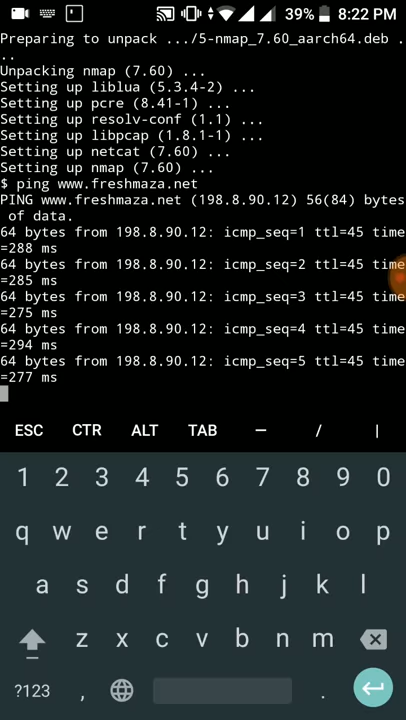 39% 8:22 PM
Preparing to unpack .../5-nmap_7.60_aarch64.deb .
..
Unpacking nmap (7.60) ...
Setting up liblua (5.3.4-2) ...
Setting up pcre (8.41-1) ...
Setting up resolv-conf (1.1) ...
Setting up libpcap (1.8.1-1) ...
Setting up netcat (7.60) ...
Setting up nmap (7.60) ...
$ ping www.freshmaza.net
PING www.freshmaza.net (198.8.90.12) 56(84) bytes
of data.
64 bytes from 198.8.90.12: icmp_seq=1 ttl=45 time
=288 ms
64 bytes from 198.8.90.12: icmp_seq=2 ttl=45 time
=285 ms
64 bytes from 198.8.90.12: icmp_seq=3 ttl=45 time
=275 ms
64 bytes from 198.8.90.12: icmp_seq=4 ttl=45 time
=294 ms
64 bytes from 198.8.90.12: icmp_seq=5 ttl=45 time
=277 ms
ESC CTR ALT TAB — / |
1 2 3 4 5 6 7 8 9 0
q w e r t y u i o p
a s d f g h j k l
z x c v b n m
?123 , .